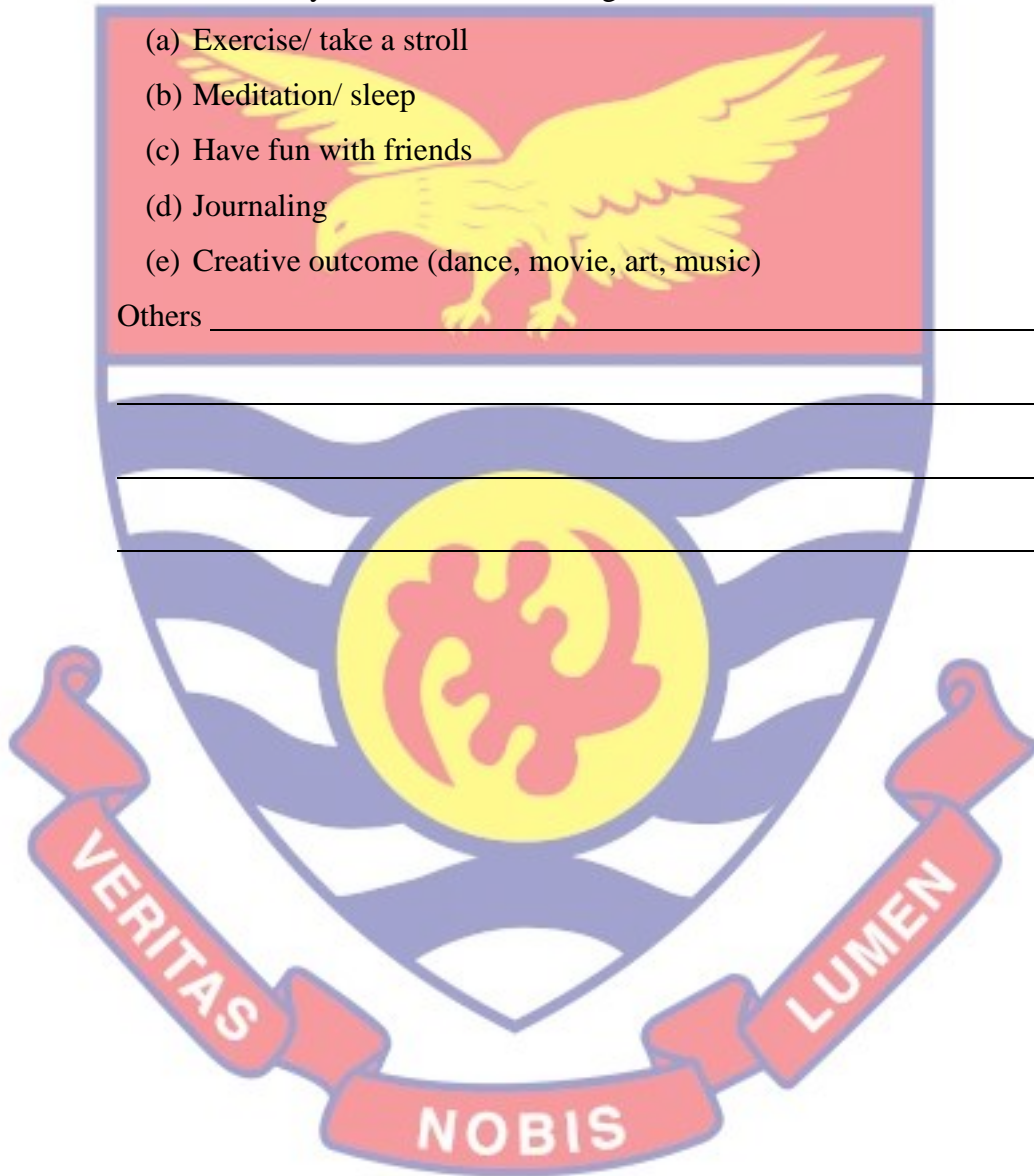 (a) Exercise/ take a stroll
(b) Meditation/ sleep
(c) Have fun with friends
(d) Journaling
(e) Creative outcome (dance, movie, art, music)
Others
VERITAS
NOBIS
LUMEN